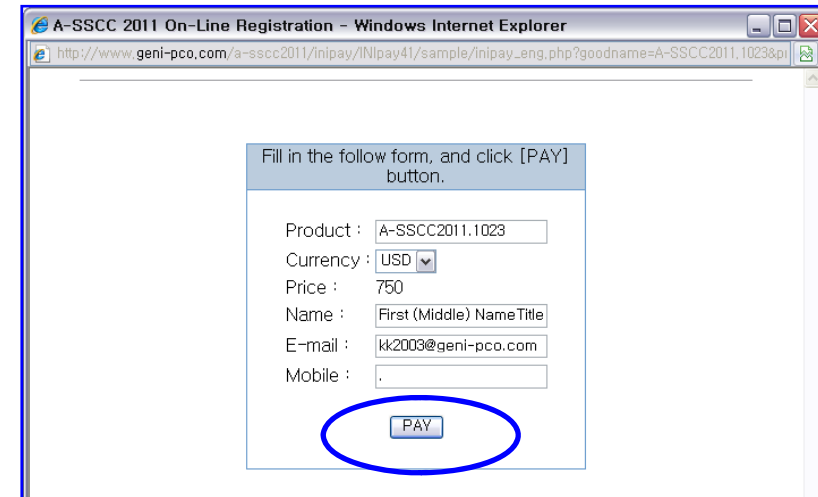 A-SSCC 2011 On-Line Registration - Windows Internet Explorer
http://www.geni-pco.com/a-sscc2011/inipay/INIpay41/sample/inipay_eng.php?goodname=A-SSCC2011.1023&pr
Fill in the follow form, and click [PAY]
button.
Product : A-SSCC2011.1023
Currency : USD
Price : 750
Name : First (Middle) NameTitle
E-mail : kk2003@geni-pco.com
Mobile : .
PAY